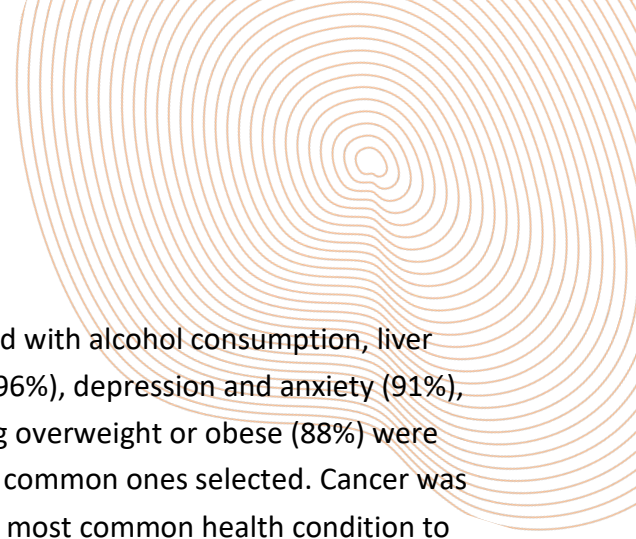 d with alcohol consumption, liver
96%), depression and anxiety (91%),
g overweight or obese (88%) were
common ones selected. Cancer was
most common health condition to